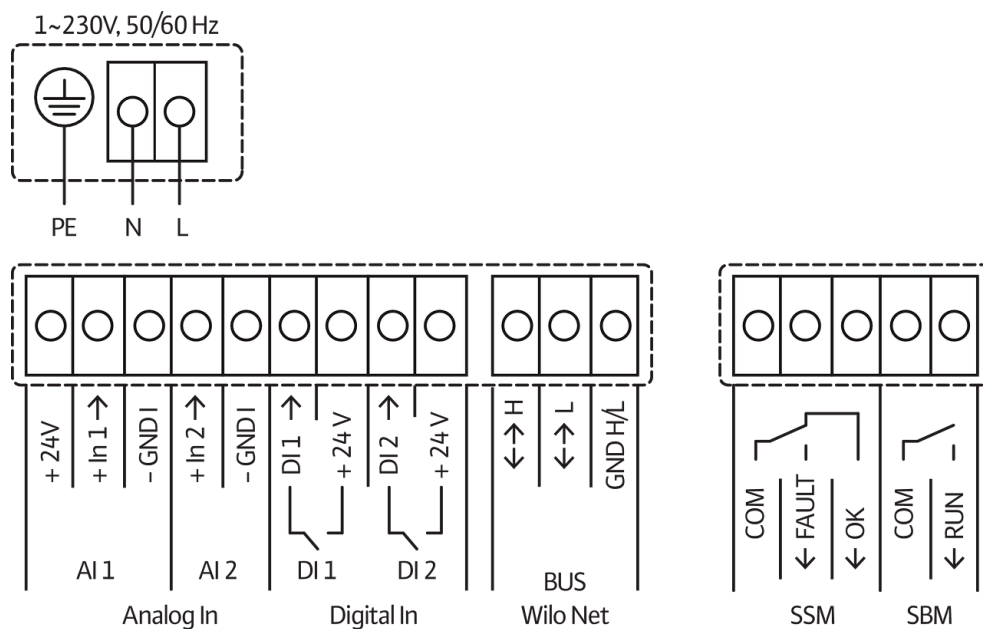 1~230V, 50/60 Hz
PE N L
+ 24V
+ In 1 →
– GND I
+ In 2 →
– GND I
DI 1 →
+ 24 V
DI 2 →
+ 24 V
↔ H
↔ L
GND H/L
COM
← FAULT
← OK
COM
← RUN
AI 1 AI 2 DI 1 DI 2 BUS
Analog In Digital In Wilo Net SSM SBM